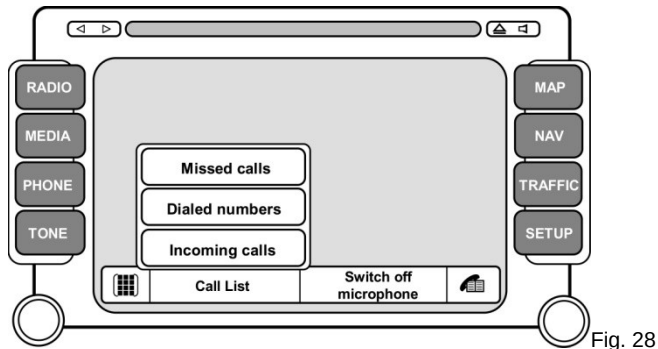 RADIO
MEDIA
PHONE
TONE
MAP
NAV
TRAFFIC
SETUP
Missed calls
Dialed numbers
Incoming calls
Call List
Switch off
microphone
Fig. 28